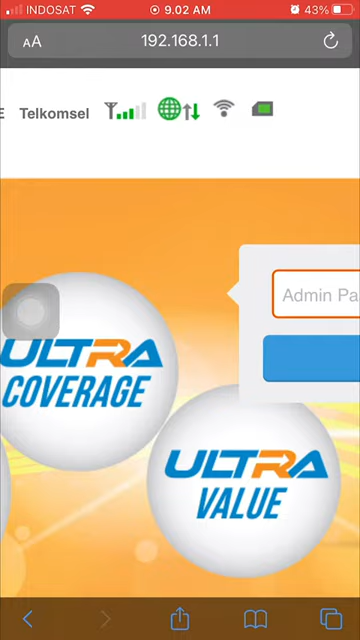 INDOSAT 9.02 AM 43%
AA 192.168.1.1
E Telkomsel
Admin Pa
ULTRA
COVERAGE
ULTRA
VALUE